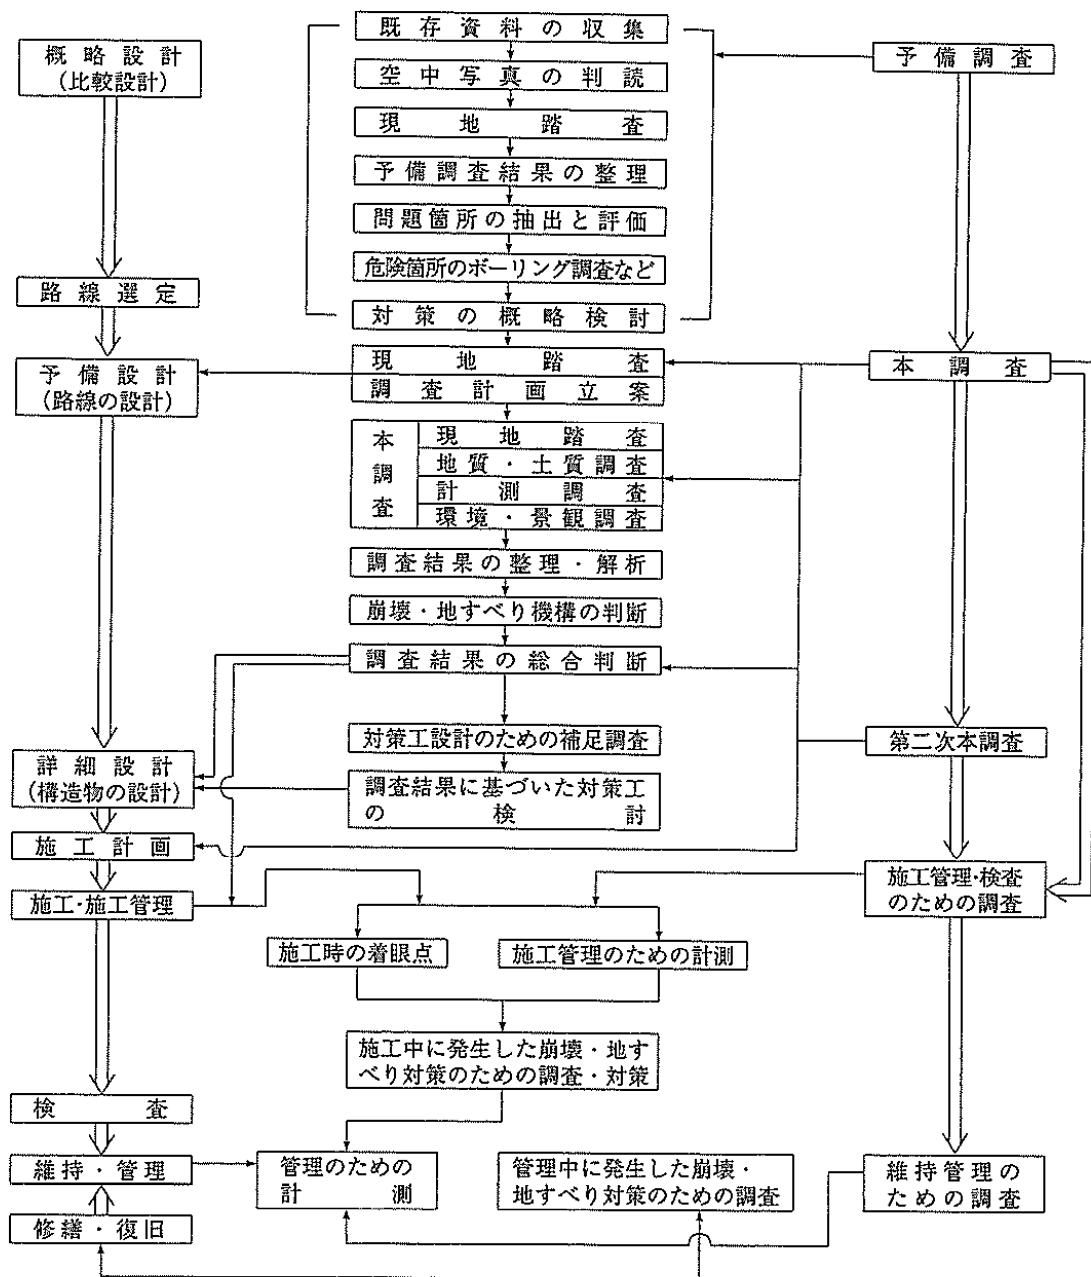 概略設計
(比較設計)
路線選定
予備設計
(路線の設計)
詳細設計
(構造物の設計)
施工計画
施工・施工管理
検査
維持・管理
修繕・復旧
既存資料の収集
空中写真の判読
現地踏査
予備調査結果の整理
問題箇所の抽出と評価
危険箇所のボーリング調査など
対策の概略検討
現地踏査
調査計画立案
本調査
現地踏査
地質・土質調査
計測調査
環境・景観調査
調査結果の整理・解析
崩壊・地すべり機構の判断
調査結果の総合判断
対策工設計のための補足調査
調査結果に基づいた対策工
の検討
施工時の着眼点
施工管理のための計測
施工中に発生した崩壊・地す
べり対策のための調査・対策
管理のための
計測
管理中に発生した崩壊・
地すべり対策のための調査
予備調査
本調査
第二次本調査
施工管理・検査
のための調査
維持管理の
ための調査